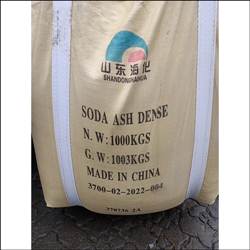 山东海化
SHANDONGHAIHUA
SODA ASH DENSE
N. W: 1000KGS
G. W: 1003KGS
MADE IN CHINA
3700-02-2022-004